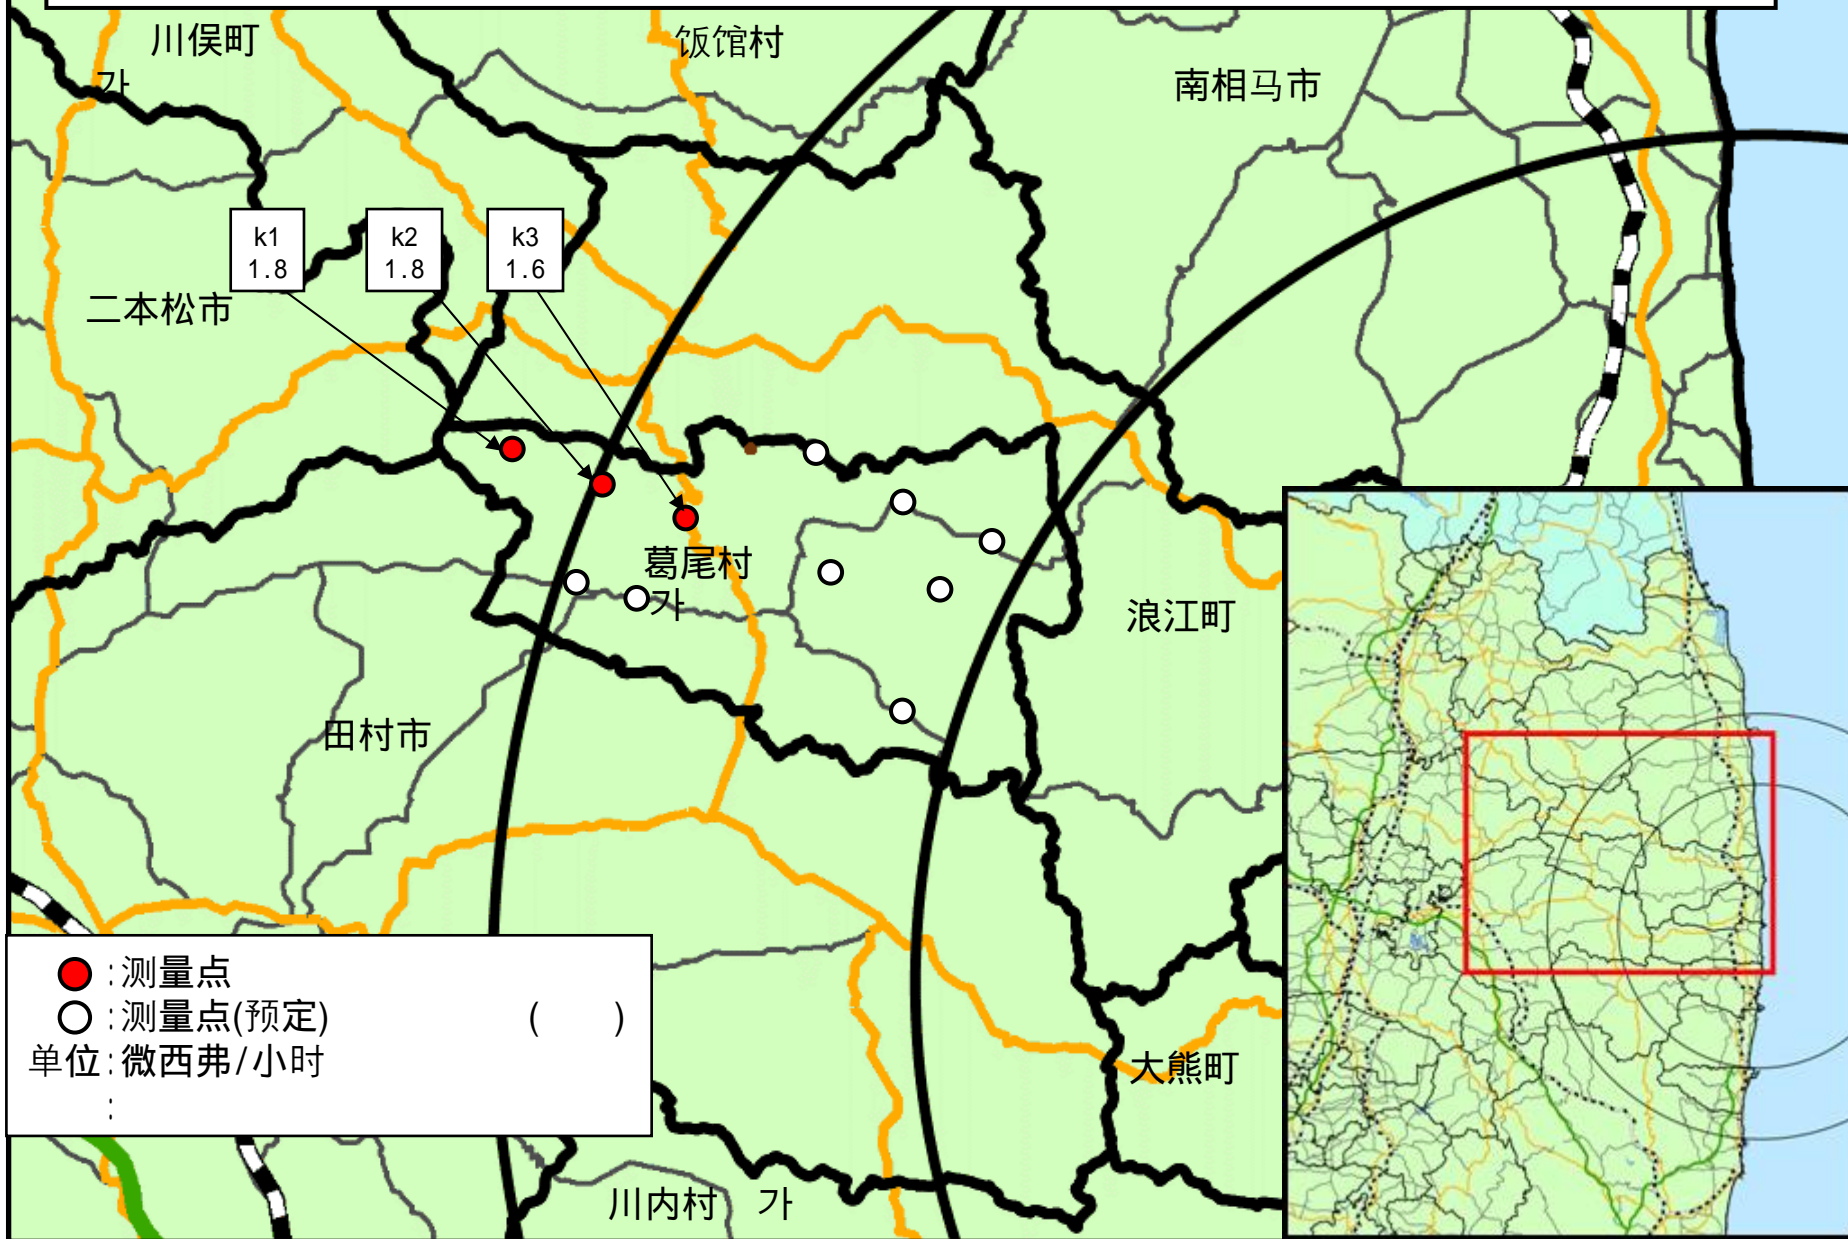 川俣町
饭馆村
가
南相马市
k1
1.8
k2
1.8
k3
1.6
二本松市
葛尾村
가
浪江町
田村市
:测量点
:测量点(预定) ( )
单位:微西弗/小时
:
大熊町
川内村 가